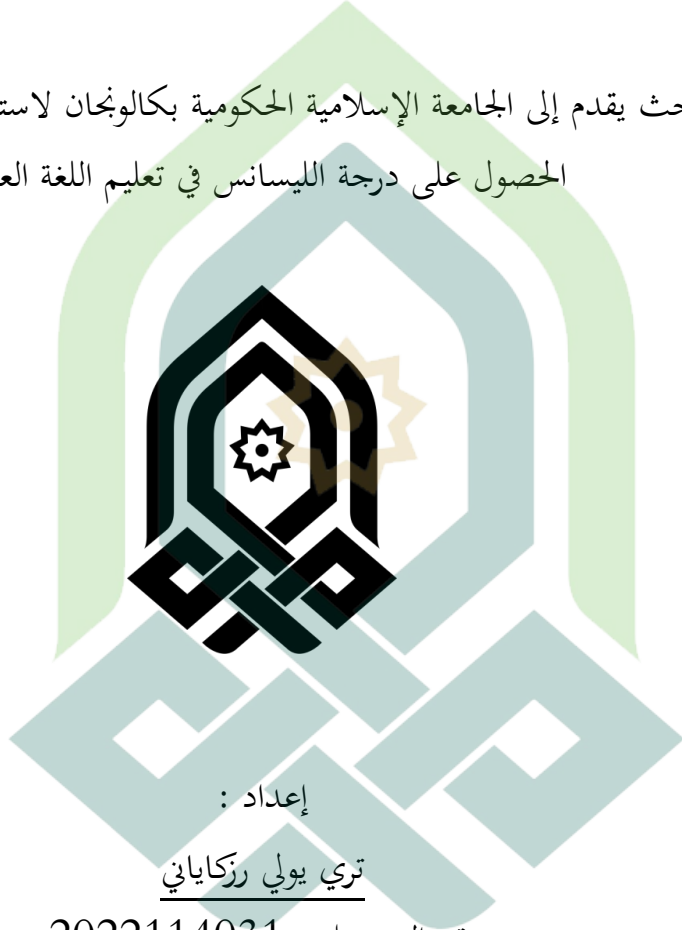 يقدم إلى الجامعة الإسلامية الحكومية بكالونجان
الحصول على درجة الليسانس في تعليم اللغة
إعداد :
تري يولي رزكاياني
2022114031